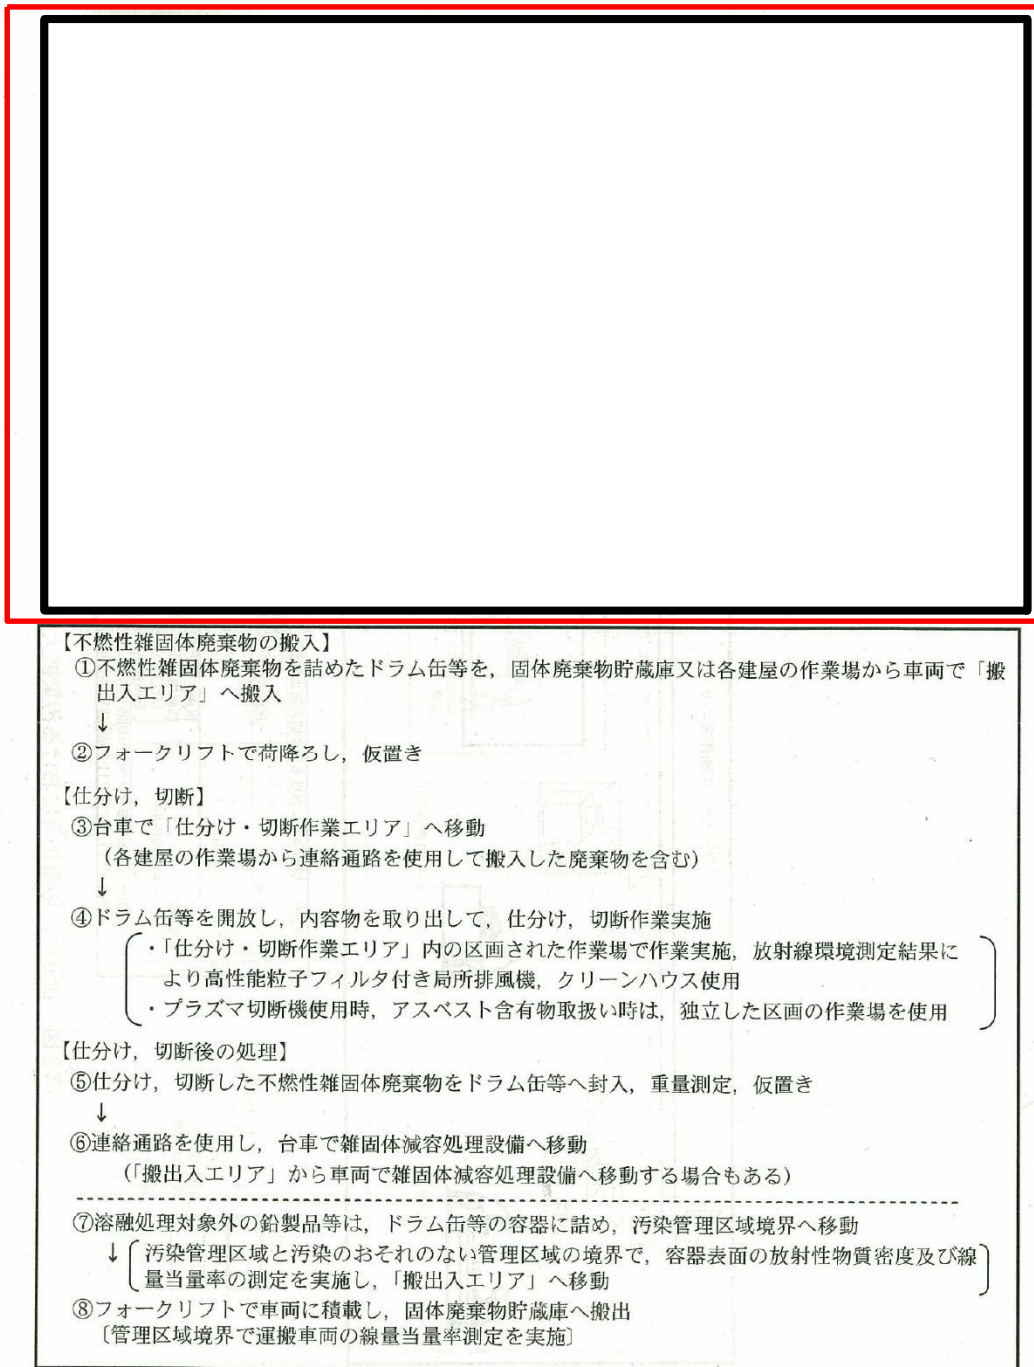 【不燃性雑固体廃棄物の搬入】
①不燃性雑固体廃棄物を詰めたドラム缶等を，固体廃棄物貯蔵庫又は各建屋の作業場から車両で「搬
出入エリア」へ搬入
↓
②フォークリフトで荷降ろし，仮置き
【仕分け，切断】
③台車で「仕分け・切断作業エリア」へ移動
（各建屋の作業場から連絡通路を使用して搬入した廃棄物を含む）
↓
④ドラム缶等を開放し，内容物を取り出して，仕分け，切断作業実施
・「仕分け・切断作業エリア」内の区画された作業場で作業実施，放射線環境測定結果に
より高性能粒子フィルタ付き局所排風機，クリーンハウス使用
・プラズマ切断機使用時，アスベスト含有物取扱い時は，独立した区画の作業場を使用
【仕分け，切断後の処理】
⑤仕分け，切断した不燃性雑固体廃棄物をドラム缶等へ封入，重量測定，仮置き
↓
⑥連絡通路を使用し，台車で雑固体減容処理設備へ移動
（「搬出入エリア」から車両で雑固体減容処理設備へ移動する場合もある）
⑦溶融処理対象外の鉛製品等は，ドラム缶等の容器に詰め，汚染管理区域境界へ移動
↓ 汚染管理区域と汚染のおそれのない管理区域の境界で，容器表面の放射性物質密度及び線
量当量率の測定を実施し，「搬出入エリア」へ移動
⑧フォークリフトで車両に積載し，固体廃棄物貯蔵庫へ搬出
〔管理区域境界で運搬車両の線量当量率測定を実施〕